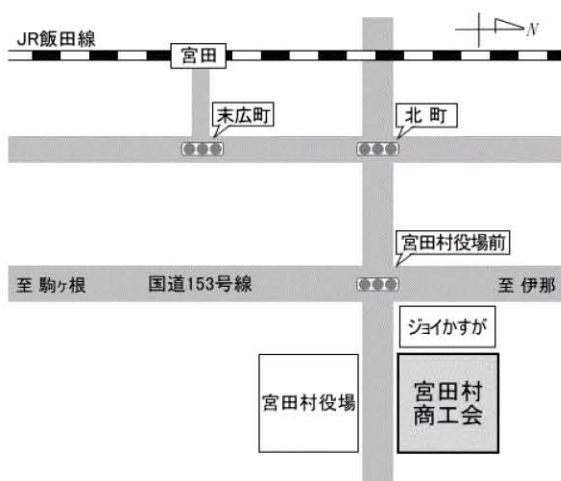 JR飯田線
宮田
N
末広町
北町
宮田村役場前
至 駒ヶ根
国道153号線
至 伊那
ジョイかすが
宮田村役場
宮田村
商工会